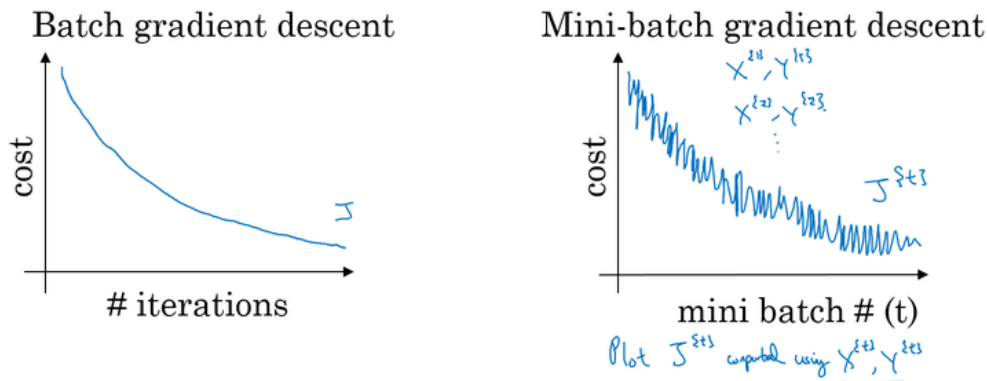 Batch gradient descent
cost
J
# iterations
Mini-batch gradient descent
X^{1}, Y^{1}
X^{2}, Y^{2}.
⋮
cost
J^{t}
mini batch # (t)
Plot J^{t} computed using X^{t}, Y^{t}